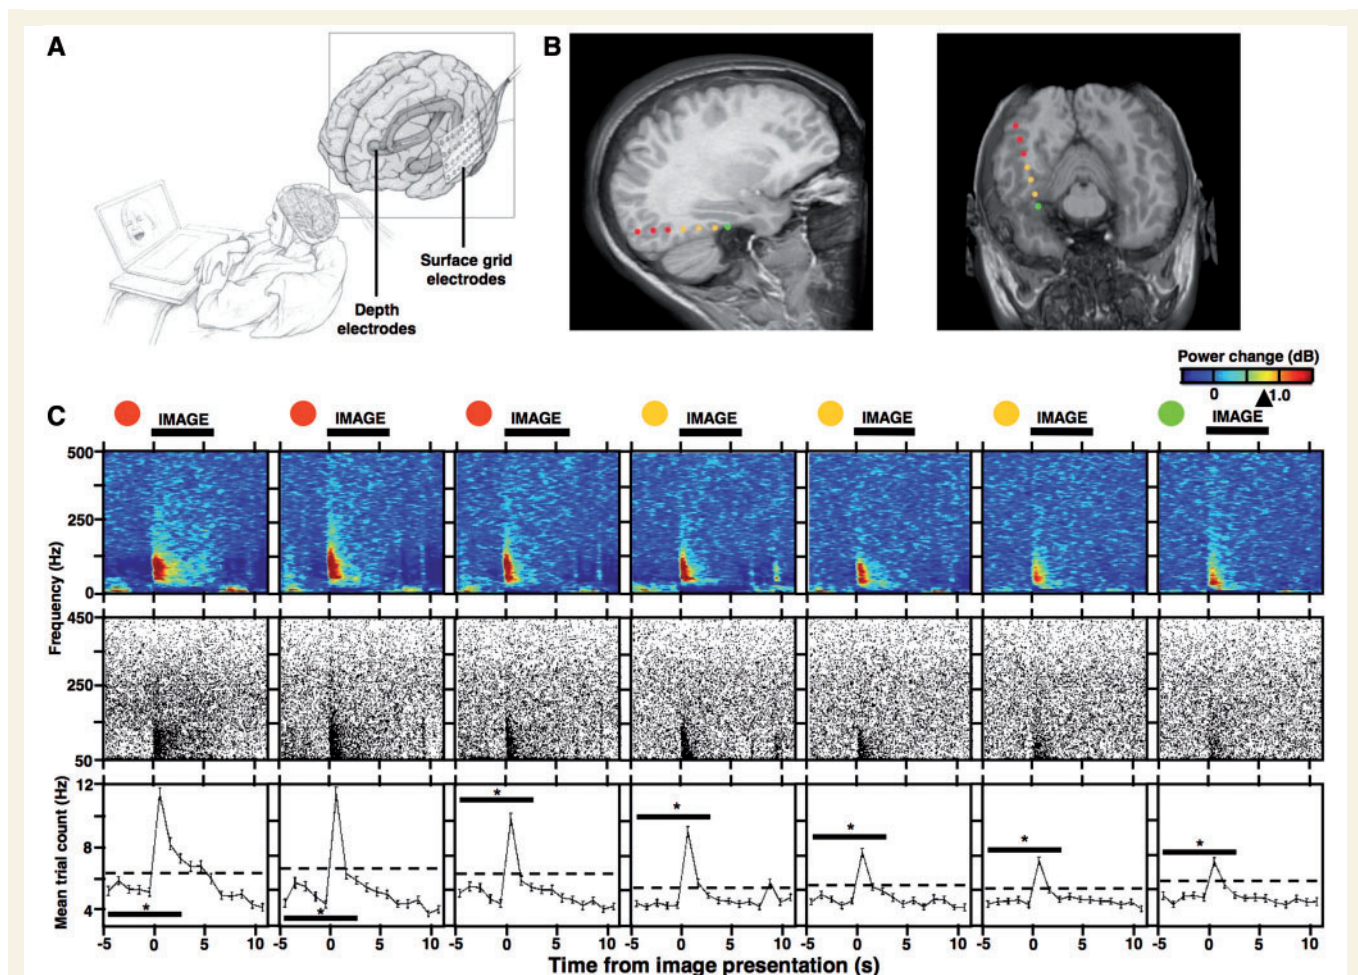 A
B
Surface grid
electrodes
Depth
electrodes
Power change (dB)
0 1.0
C
IMAGE IMAGE IMAGE IMAGE IMAGE IMAGE IMAGE
500
250
0
Frequency (Hz)
450
250
50
12
8
4
Mean trial count (Hz)
* * * * * * *
-5 0 5 10 -5 0 5 10 -5 0 5 10 -5 0 5 10 -5 0 5 10 -5 0 5 10 -5 0 5 10
Time from image presentation (s)